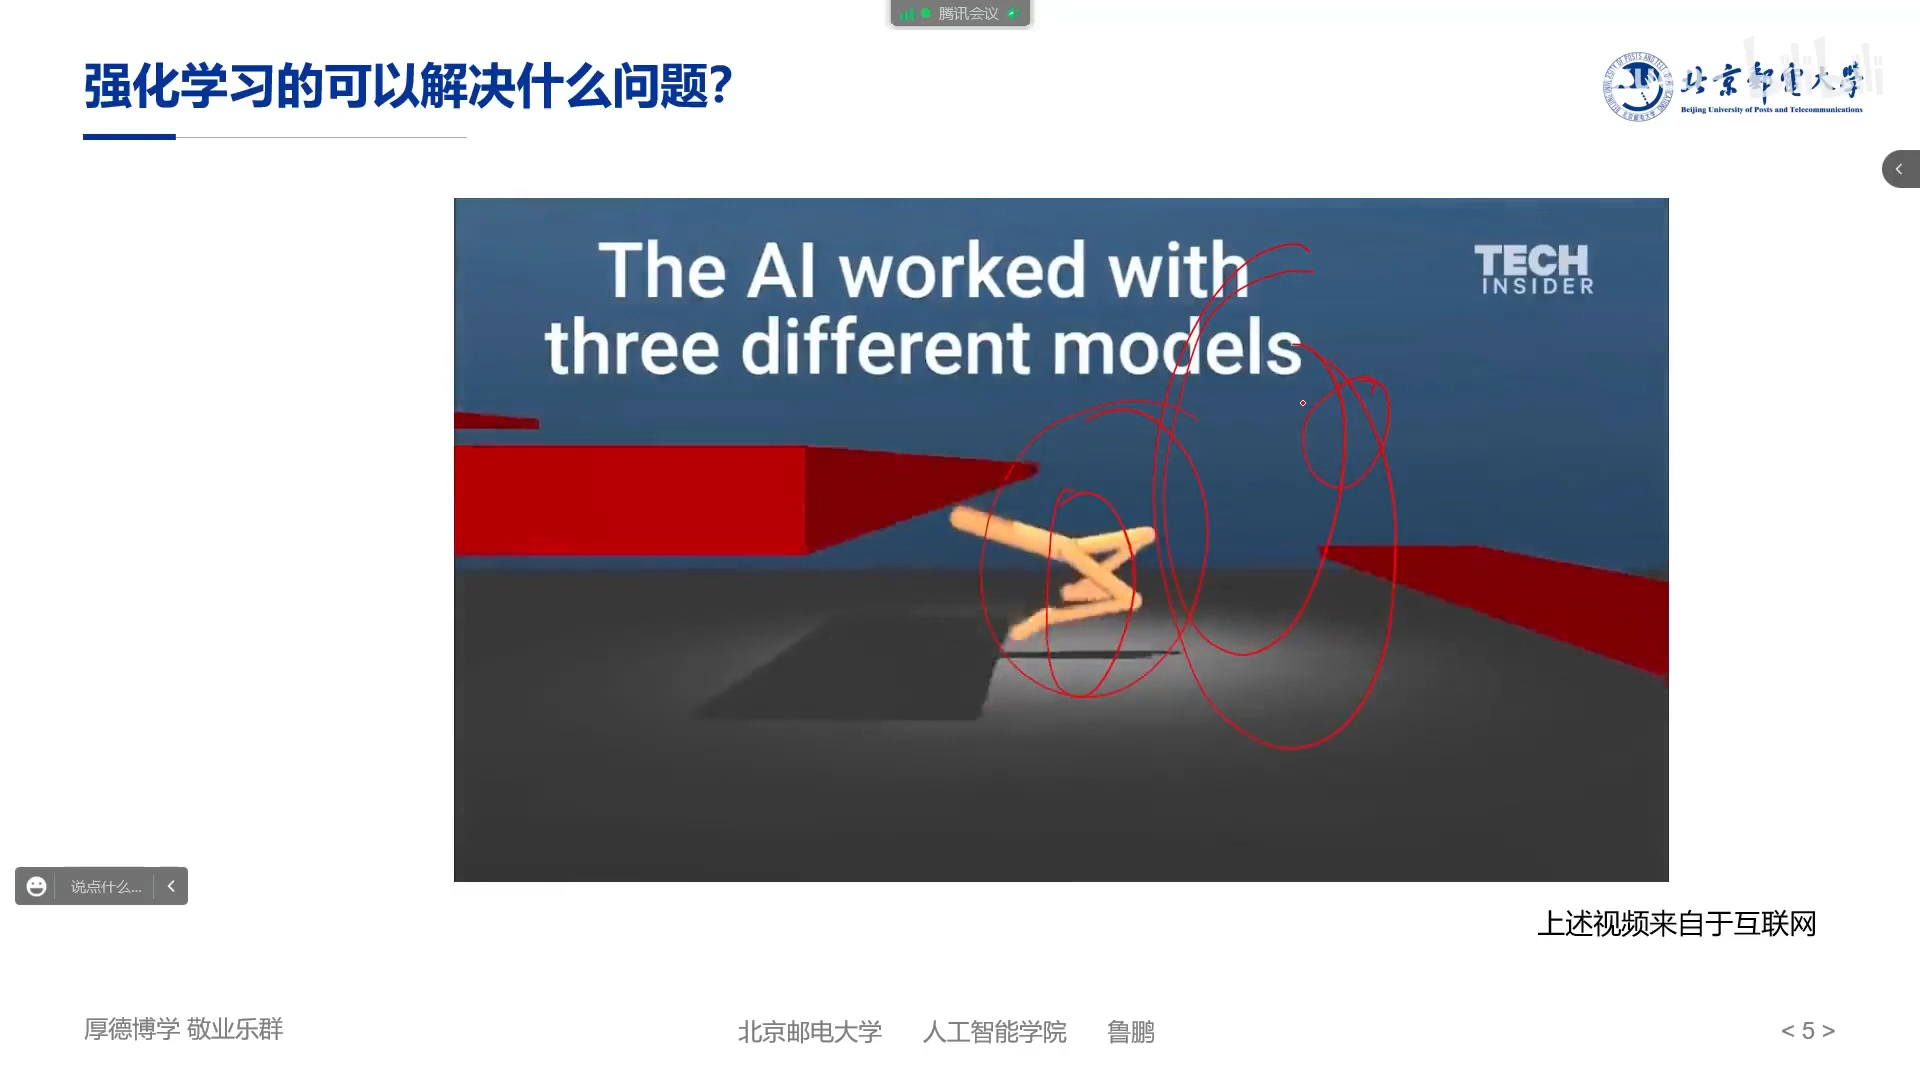 腾讯会议
强化学习的可以解决什么问题?
北京邮电大学
Beijing University of Posts and Telecommunications
The AI worked with
three different models
TECH
INSIDER
说点什么...
上述视频来自于互联网
厚德博学 敬业乐群
北京邮电大学 人工智能学院 鲁鹏
< 5 >